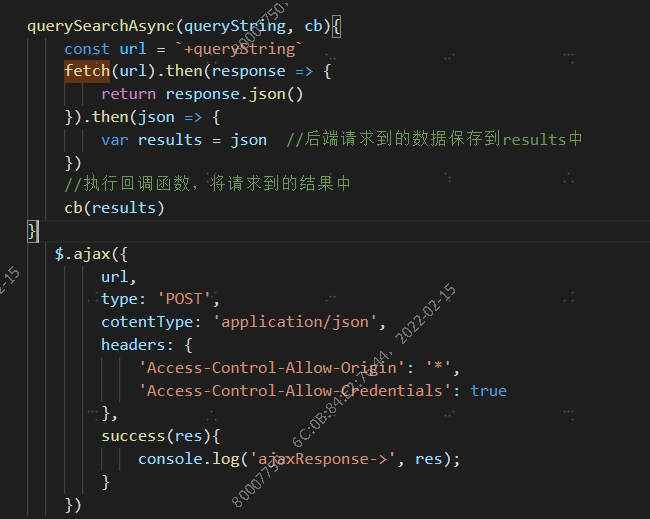 querySearchAsync(queryString, cb){
const url = `+queryString`
fetch(url).then(response => {
return response.json()
}).then(json => {
var results = json //后端请求到的数据保存到results中
})
//执行回调函数，将请求到的结果中
cb(results)
}
$.ajax({
url,
type: 'POST',
cotentType: 'application/json',
headers: {
'Access-Control-Allow-Origin': '*',
'Access-Control-Allow-Credentials': true
},
success(res){
console.log('ajaxResponse->', res);
}
})
80007750,
2022-02-15